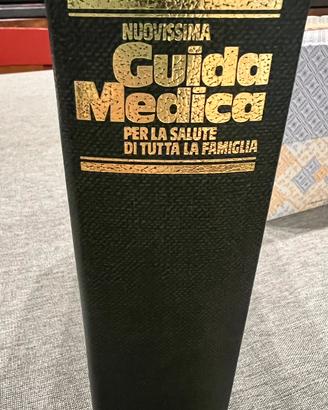 NUOVISSIMA
Guida
Medica
PER LA SALUTE
DI TUTTA LA FAMIGLIA